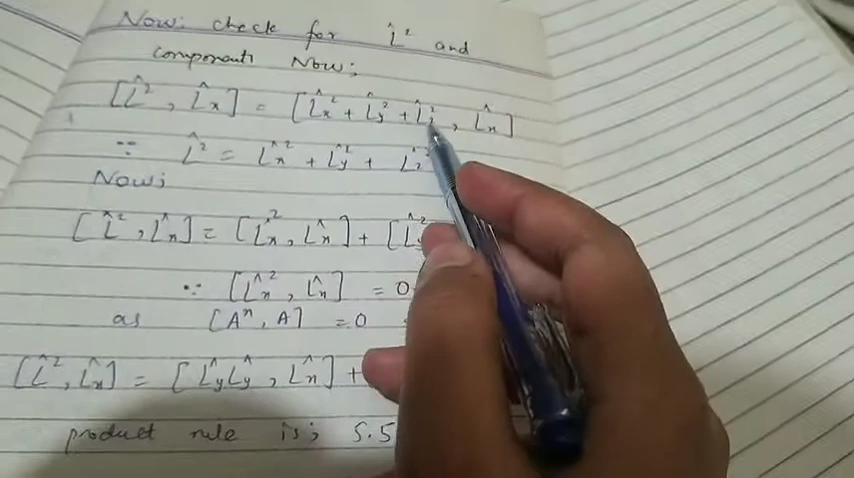 Now: check for L̂² and
components Now;
[L̂², L̂x] = [L̂x² + L̂y² + L̂z², L̂x]
∵ L̂² = L̂x² + L̂y² + L̂z
Now;
[L̂², L̂x] = [L̂x², L̂x] + [L̂y²
∵ [L̂x², L̂x] = 0
as [Aⁿ, A] = 0
[L̂², L̂x] = [L̂yL̂y, L̂x] +
product rule is; 5.5